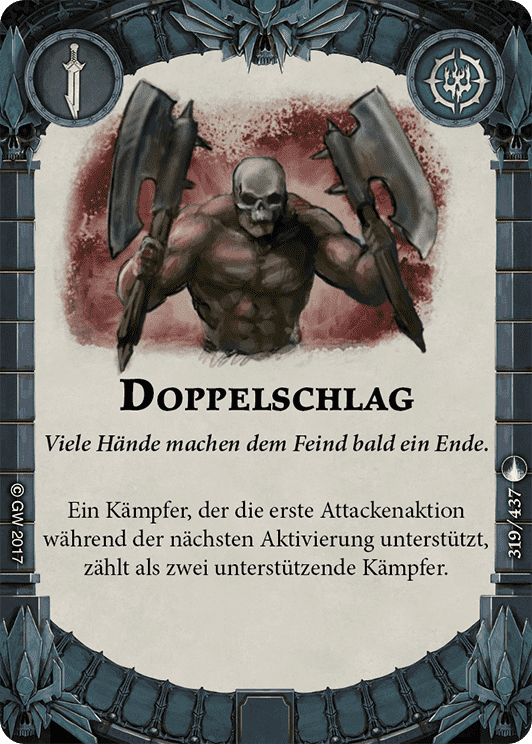 DOPPELSCHLAG
Viele Hände machen dem Feind bald ein Ende.
Ein Kämpfer, der die erste Attackenaktion
während der nächsten Aktivierung unterstützt,
zählt als zwei unterstützende Kämpfer.
© GW 2017
319/437